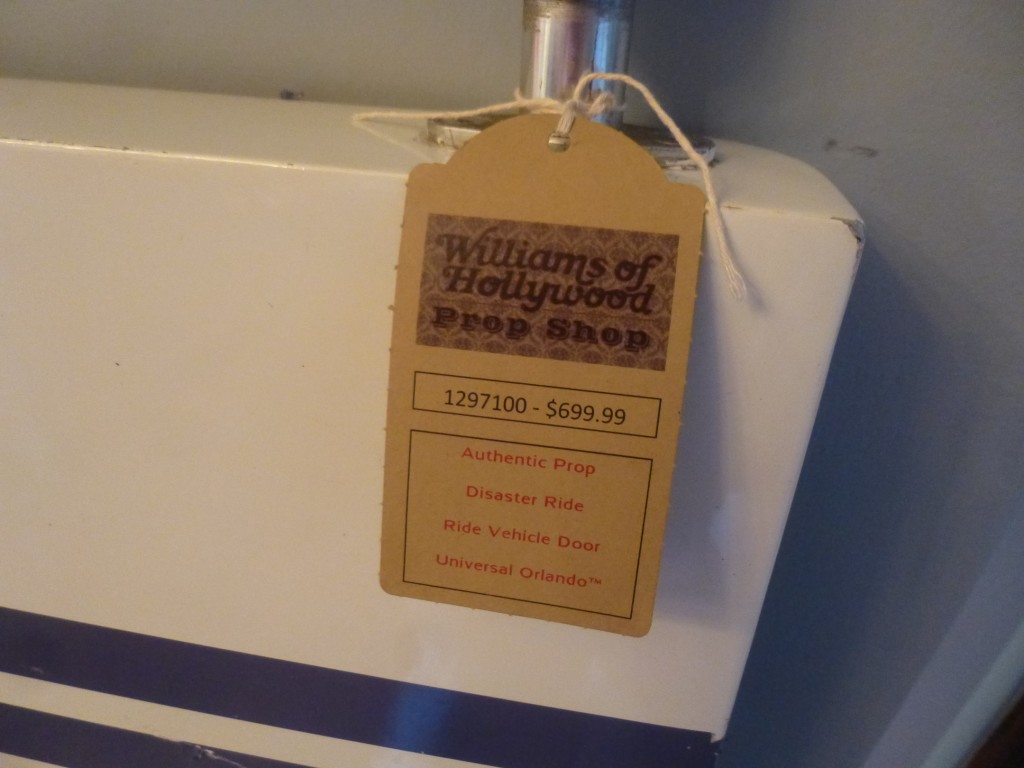 Williams of
Hollywood
Prop Shop
1297100 - $699.99
Authentic Prop
Disaster Ride
Ride Vehicle Door
Universal Orlando™